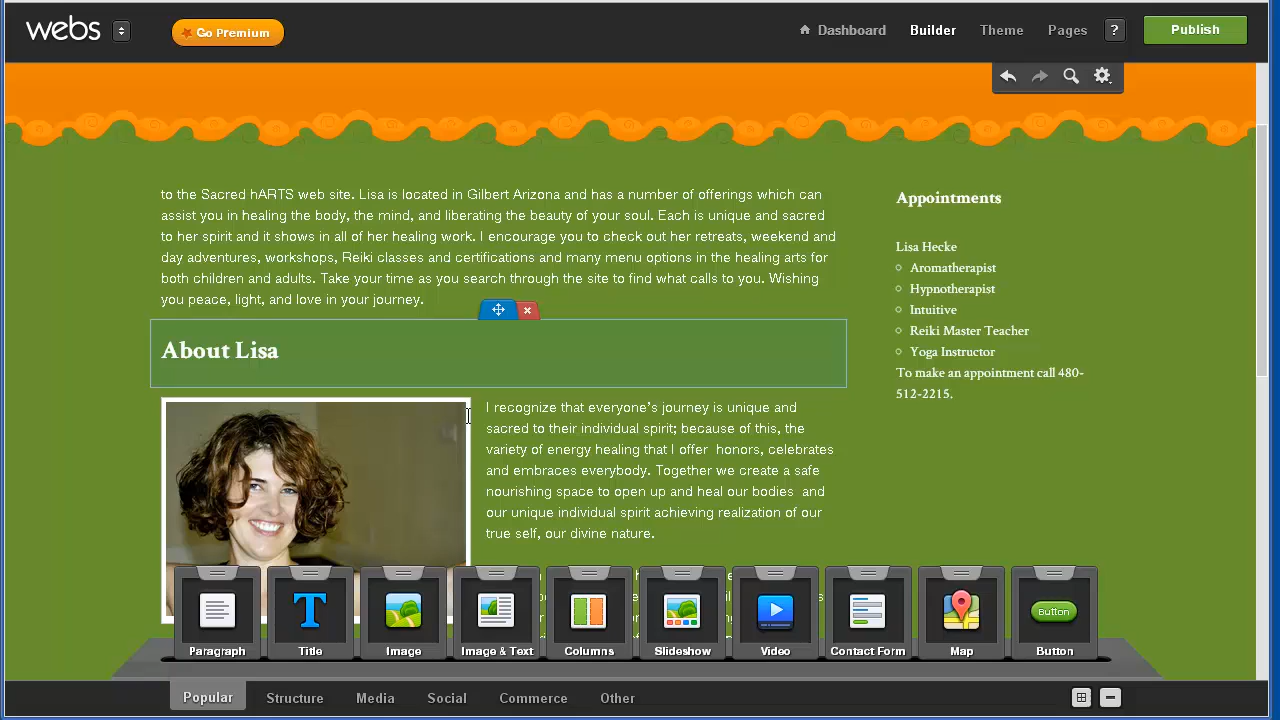 webs
Go Premium
Dashboard
Builder
Theme
Pages
?
Publish
to the Sacred hARTS web site. Lisa is located in Gilbert Arizona and has a number of offerings which can
assist you in healing the body, the mind, and liberating the beauty of your soul. Each is unique and sacred
to her spirit and it shows in all of her healing work. I encourage you to check out her retreats, weekend and
day adventures, workshops, Reiki classes and certifications and many menu options in the healing arts for
both children and adults. Take your time as you search through the site to find what calls to you. Wishing
you peace, light, and love in your journey.
Appointments
Lisa Hecke
Aromatherapist
Hypnotherapist
Intuitive
Reiki Master Teacher
Yoga Instructor
To make an appointment call 480-
512-2215.
About Lisa
I recognize that everyone's journey is unique and
sacred to their individual spirit; because of this, the
variety of energy healing that I offer honors, celebrates
and embraces everybody. Together we create a safe
nourishing space to open up and heal our bodies and
our unique individual spirit achieving realization of our
true self, our divine nature.
Paragraph
Title
Image
Image & Text
Columns
Slideshow
Video
Contact Form
Map
Button
Button
Popular
Structure
Media
Social
Commerce
Other